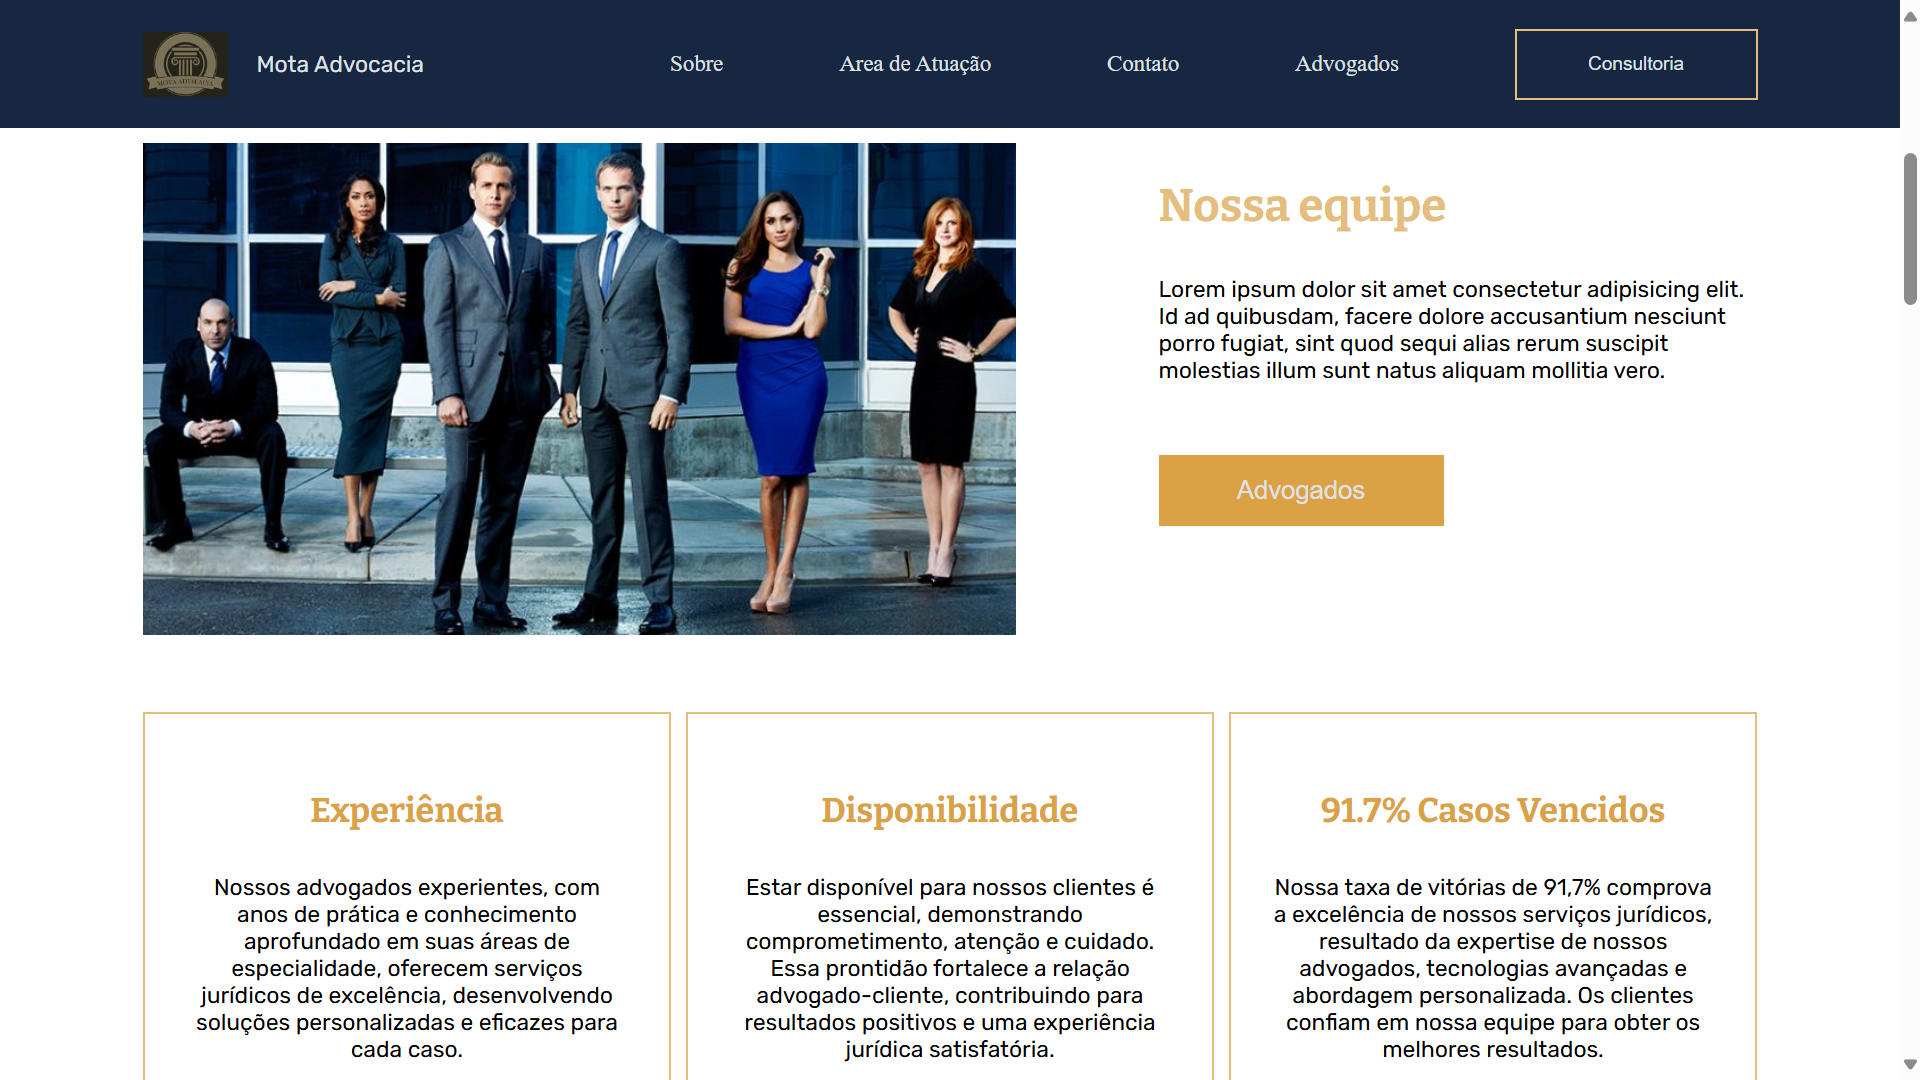 MOTA ADVOCACIA
Mota Advocacia
Sobre
Area de Atuação
Contato
Advogados
Consultoria
Nossa equipe
Lorem ipsum dolor sit amet consectetur adipisicing elit.
Id ad quibusdam, facere dolore accusantium nesciunt
porro fugiat, sint quod sequi alias rerum suscipit
molestias illum sunt natus aliquam mollitia vero.
Advogados
Experiência
Nossos advogados experientes, com
anos de prática e conhecimento
aprofundado em suas áreas de
especialidade, oferecem serviços
jurídicos de excelência, desenvolvendo
soluções personalizadas e eficazes para
cada caso.
Disponibilidade
Estar disponível para nossos clientes é
essencial, demonstrando
comprometimento, atenção e cuidado.
Essa prontidão fortalece a relação
advogado-cliente, contribuindo para
resultados positivos e uma experiência
jurídica satisfatória.
91.7% Casos Vencidos
Nossa taxa de vitórias de 91,7% comprova
a excelência de nossos serviços jurídicos,
resultado da expertise de nossos
advogados, tecnologias avançadas e
abordagem personalizada. Os clientes
confiam em nossa equipe para obter os
melhores resultados.